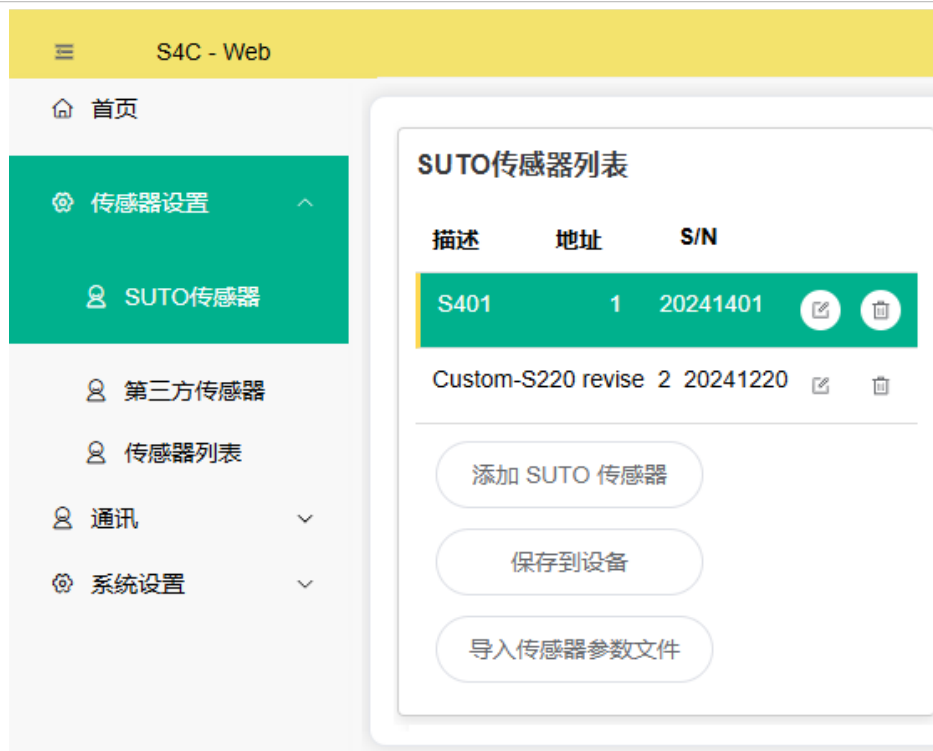 S4C - Web
首页
传感器设置
SUTO传感器
第三方传感器
传感器列表
通讯
系统设置
SUTO传感器列表
描述 地址 S/N
S401 1 20241401
Custom-S220 revise 2 20241220
添加 SUTO 传感器
保存到设备
导入传感器参数文件